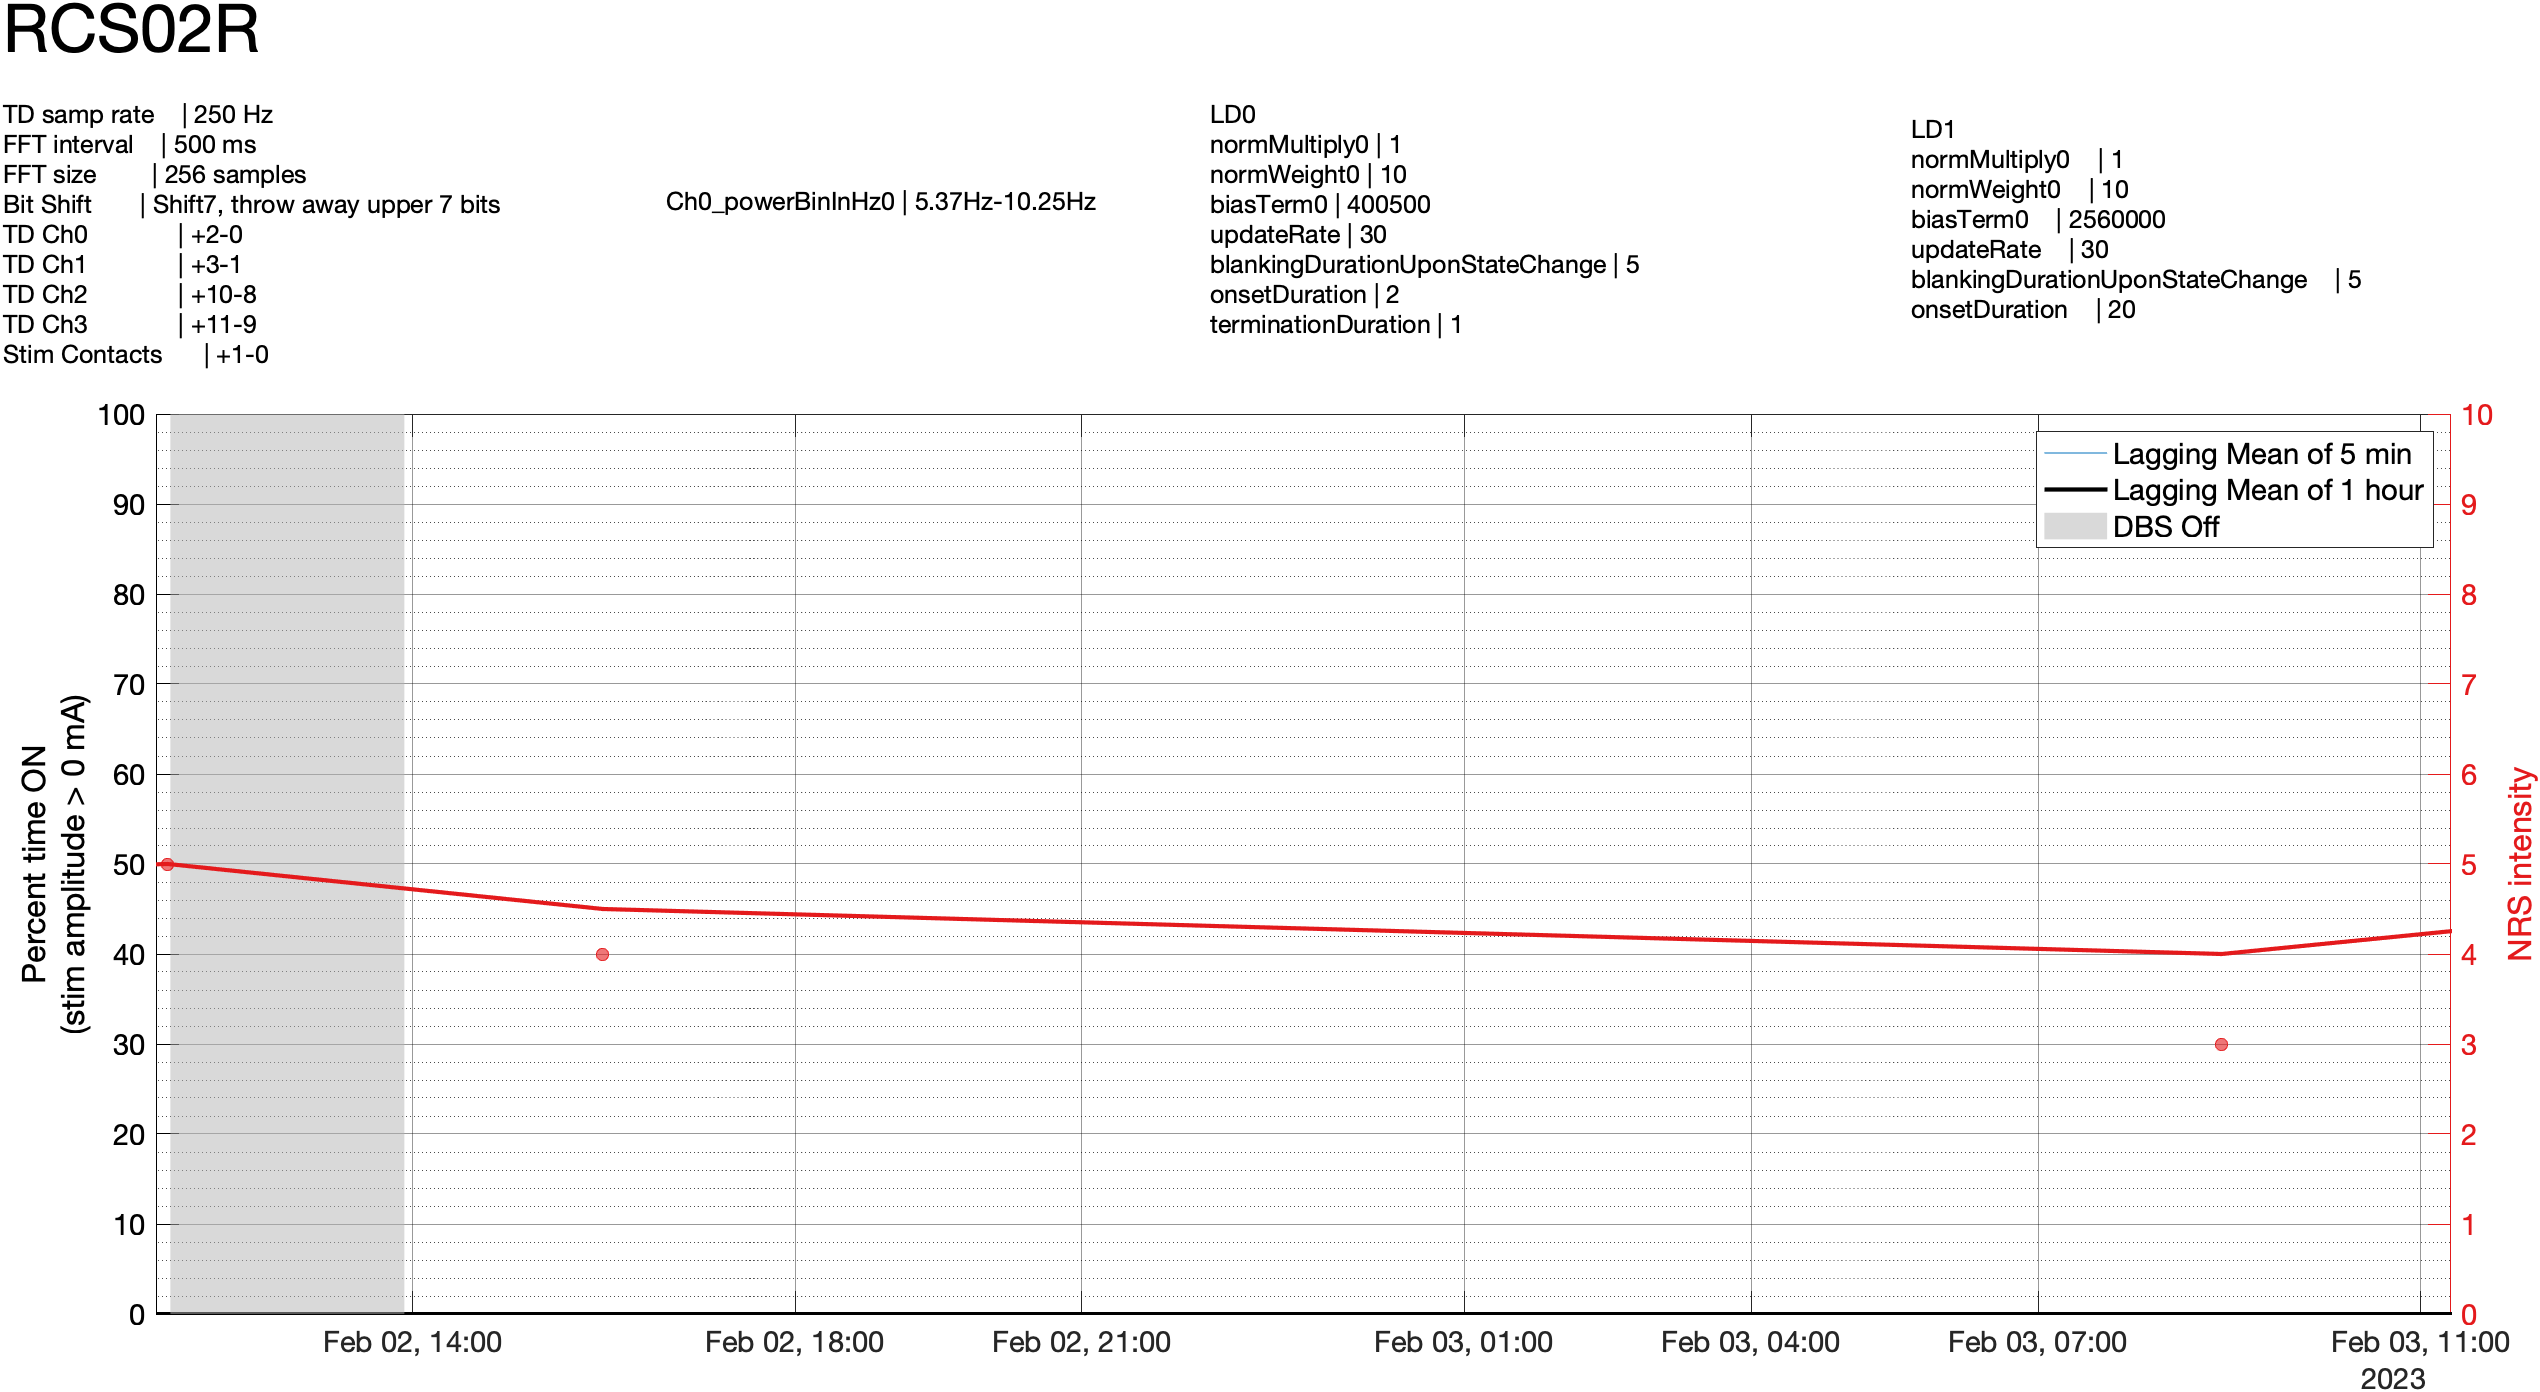 RCS02R
TD samp rate | 250 Hz
FFT interval | 500 ms
FFT size | 256 samples
Bit Shift | Shift7, throw away upper 7 bits
TD Ch0 | +2-0
TD Ch1 | +3-1
TD Ch2 | +10-8
TD Ch3 | +11-9
Stim Contacts | +1-0
Ch0_powerBinInHz0 | 5.37Hz-10.25Hz
LD0
normMultiply0 | 1
normWeight0 | 10
biasTerm0 | 400500
updateRate | 30
blankingDurationUponStateChange | 5
onsetDuration | 2
terminationDuration | 1
LD1
normMultiply0 | 1
normWeight0 | 10
biasTerm0 | 2560000
updateRate | 30
blankingDurationUponStateChange | 5
onsetDuration | 20
Percent time ON
(stim amplitude > 0 mA)
100
90
80
70
60
50
40
30
20
10
0
Lagging Mean of 5 min
Lagging Mean of 1 hour
DBS Off
10
9
8
7
6
5
4
3
2
1
0
NRS intensity
Feb 02, 14:00
Feb 02, 18:00
Feb 02, 21:00
Feb 03, 01:00
Feb 03, 04:00
Feb 03, 07:00
Feb 03, 11:00
2023